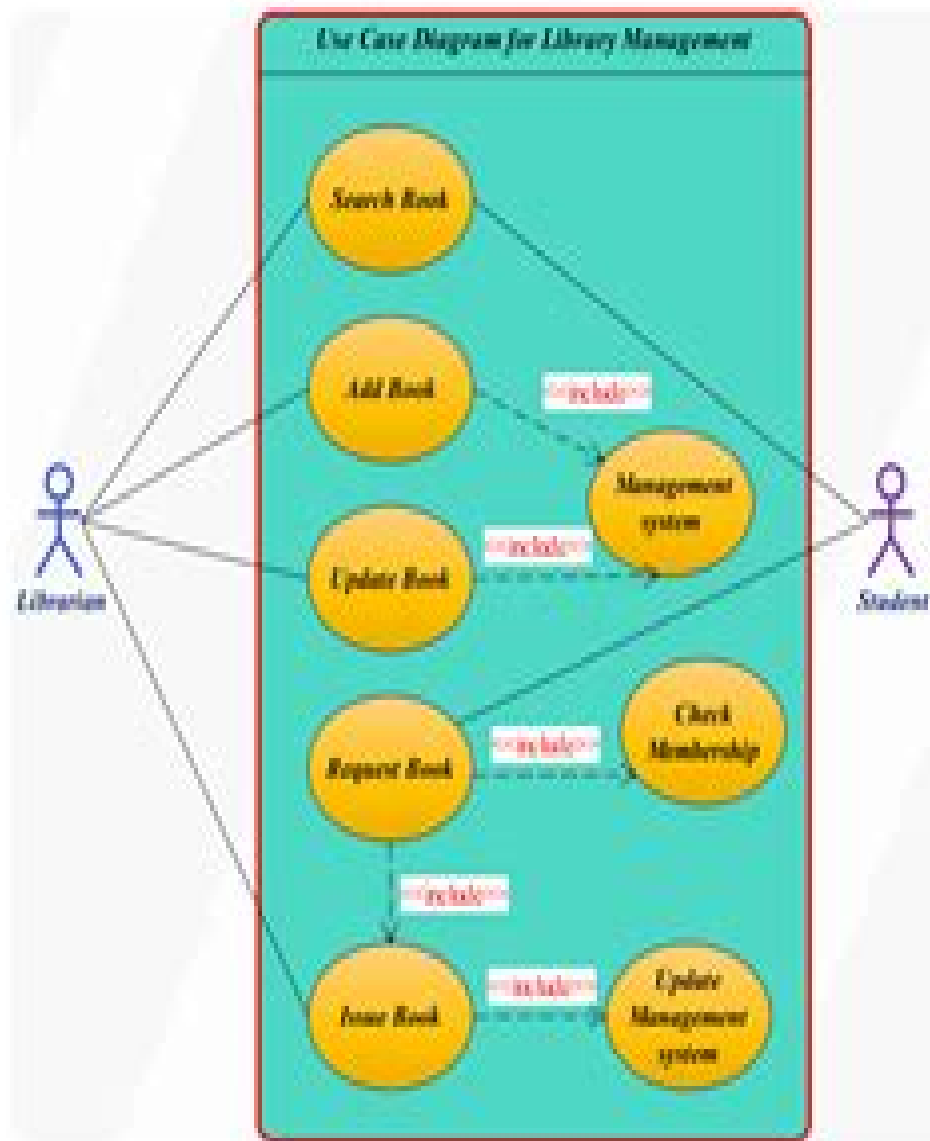 Use Case Diagram for Library Management
Search Book
Add Book
<<include>>
Management
system
<<include>>
Update Book
Librarian
Student
Request Book
<<include>>
Check
Membership
<<include>>
Issue Book
<<include>>
Update
Management
system